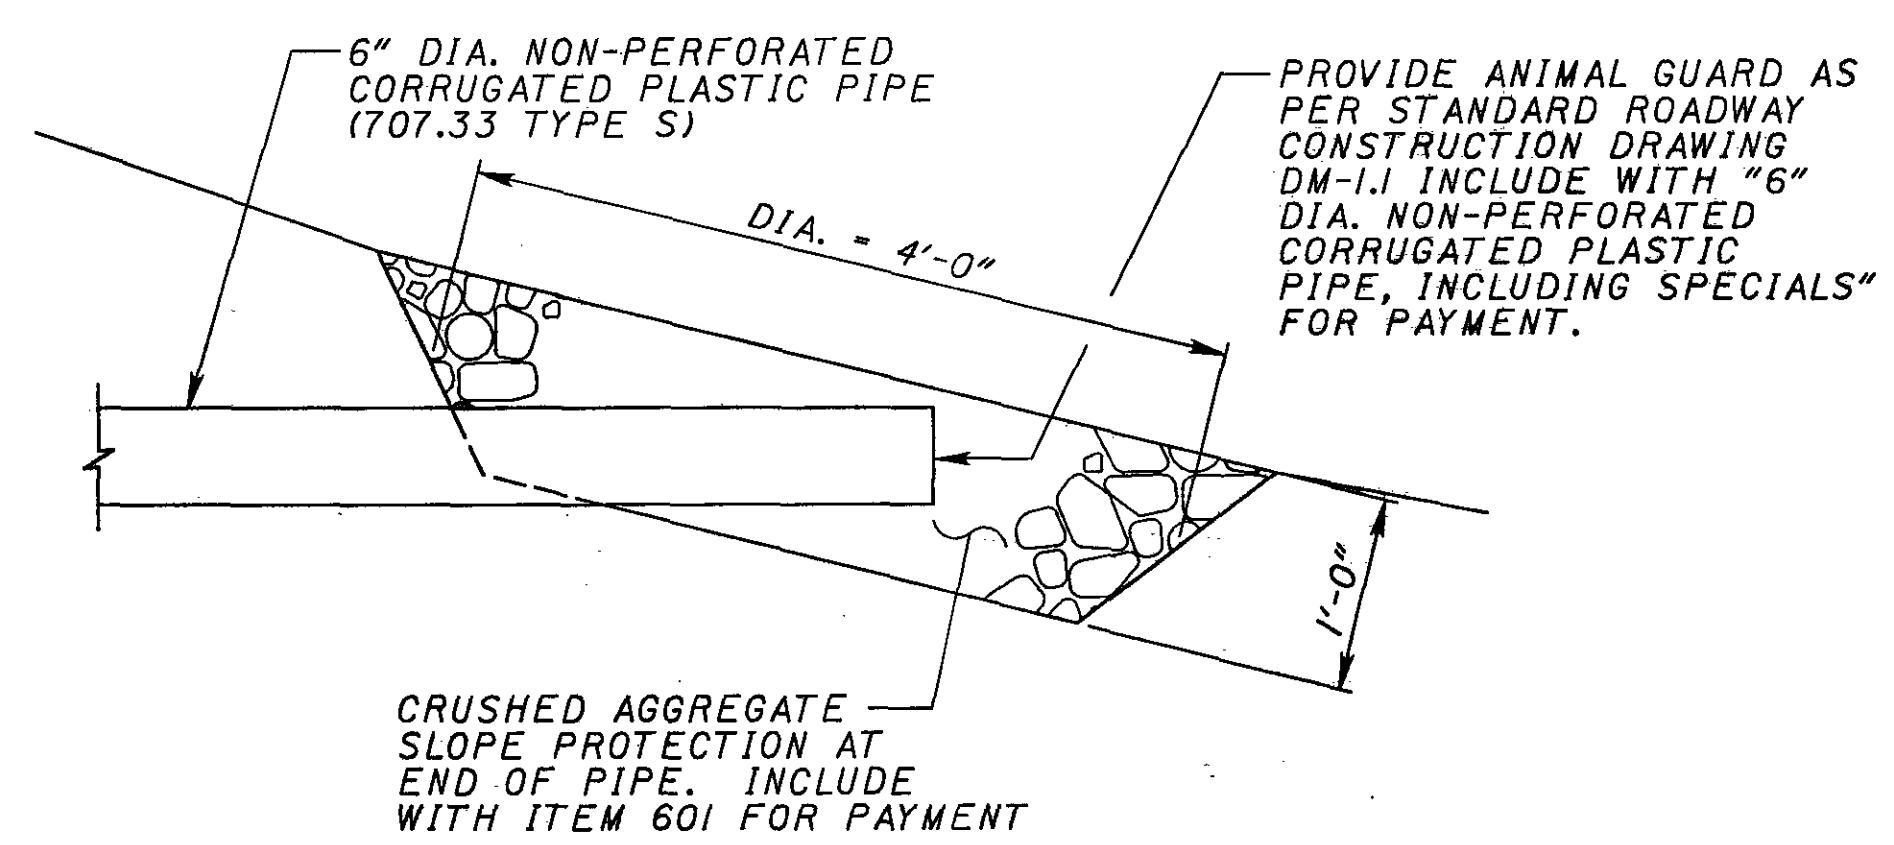 6" DIA. NON-PERFORATED
CORRUGATED PLASTIC PIPE
(707.33 TYPE S)
PROVIDE ANIMAL GUARD AS
PER STANDARD ROADWAY
CONSTRUCTION DRAWING
DM-1.1 INCLUDE WITH "6"
DIA. NON-PERFORATED
CORRUGATED PLASTIC
PIPE, INCLUDING SPECIALS"
FOR PAYMENT.
DIA. = 4'-0"
1'-0"
CRUSHED AGGREGATE
SLOPE PROTECTION AT
END OF PIPE. INCLUDE
WITH ITEM 601 FOR PAYMENT